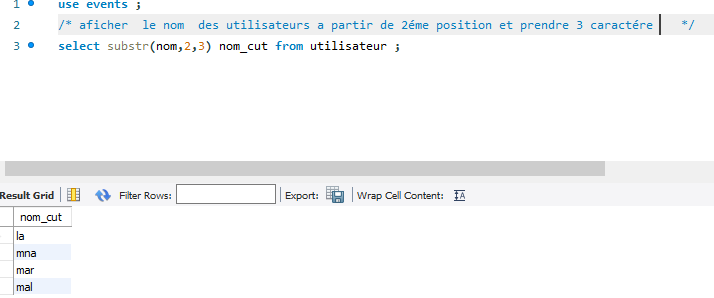 1 use events ;
2 /* aficher le nom des utilisateurs a partir de 2éme position et prendre 3 caractére */
3 select substr(nom,2,3) nom_cut from utilisateur ;
Result Grid Filter Rows: Export: Wrap Cell Content: IA
nom_cut
la
mna
mar
mal